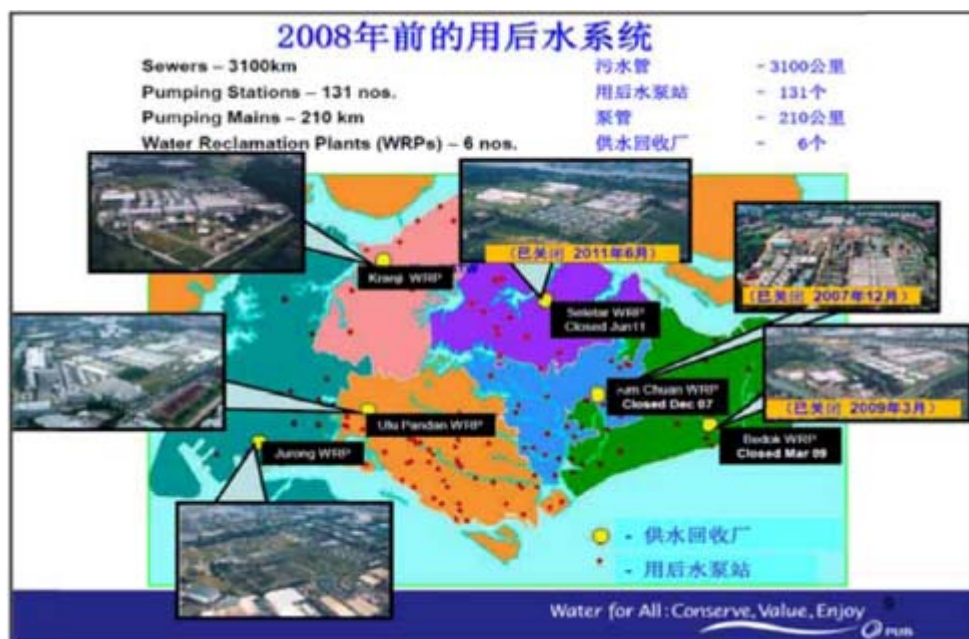 2008年前的用后水系统
Sewers – 3100km 污水管 - 3100公里
Pumping Stations – 131 nos. 用后水泵站 - 131个
Pumping Mains – 210 km 泵管 - 210公里
Water Reclamation Plants (WRPs) – 6 nos. 供水回收厂 - 6个
(已关闭 2011年6月)
Kranji WRP
(已关闭 2007年12月)
Seletar WRP
Closed Jun11
Kim Chuan WRP
Closed Dec 07
(已关闭 2009年3月)
Ulu Pandan WRP
Bedok WRP
Closed Mar 09
Jurong WRP
- 供水回收厂
- 用后水泵站
Water for All : Conserve, Value, Enjoy
PUB